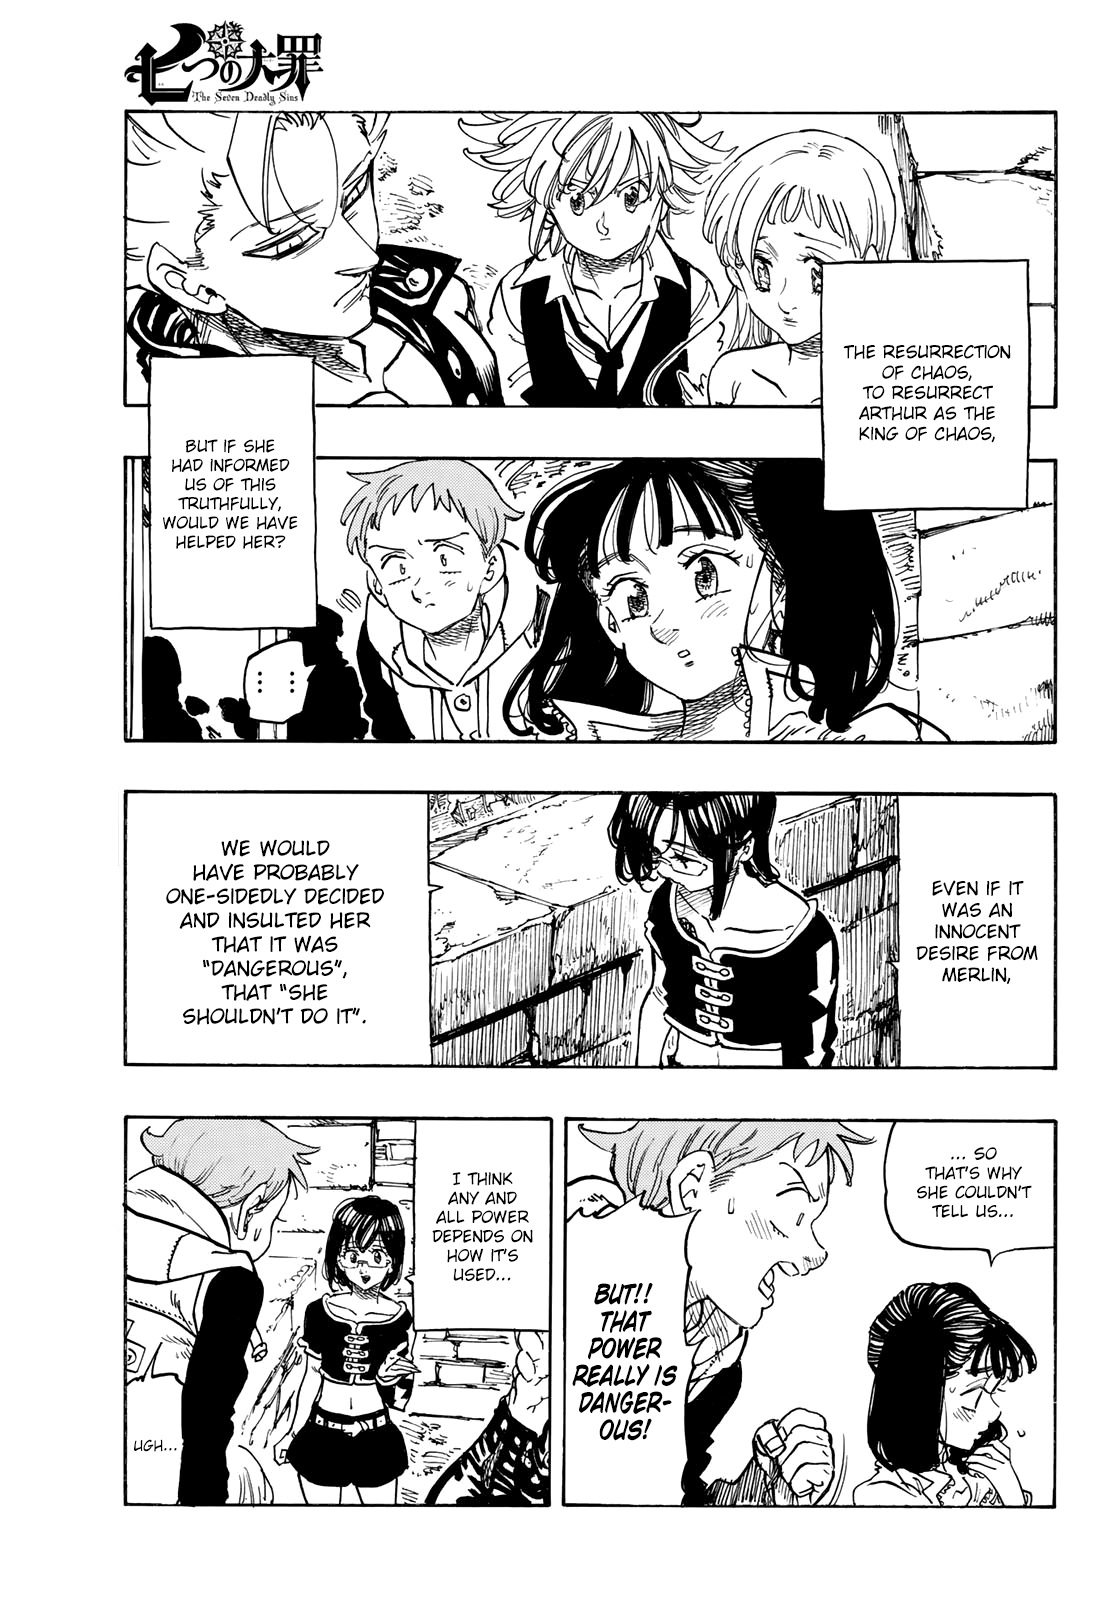 七つの大罪
The Seven Deadly Sins
THE RESURRECTION
OF CHAOS,
TO RESURRECT
ARTHUR AS THE
KING OF CHAOS,
BUT IF SHE
HAD INFORMED
US OF THIS
TRUTHFULLY,
WOULD WE HAVE
HELPED HER?
EVEN IF IT
WAS AN
INNOCENT
DESIRE FROM
MERLIN,
WE WOULD
HAVE PROBABLY
ONE-SIDEDLY DECIDED
AND INSULTED HER
THAT IT WAS
"DANGEROUS",
THAT "SHE
SHOULDN'T DO IT".
... SO
THAT'S WHY
SHE COULDN'T
TELL US...
BUT!!
THAT
POWER
REALLY IS
DANGER-
OUS!
I THINK
ANY AND
ALL POWER
DEPENDS ON
HOW IT'S
USED...
UGH...